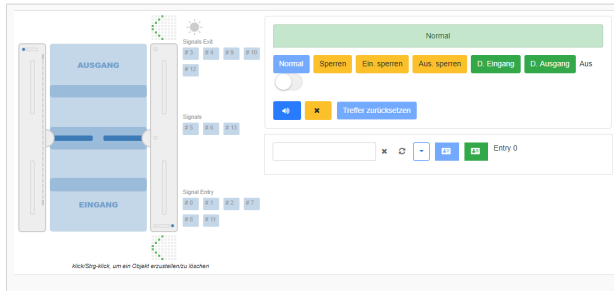 AUSGANG
EINGANG
klick/Strg-klick, um ein Objekt erzustellen/zu löschen
Signals Exit
# 3 # 4 # 9 # 10
# 12
Signals
# 5 # 6 # 13
Signal Entry
# 0 # 1 # 2 # 7
# 8 # 11
Normal
Normal Sperren Ein. sperren Aus. sperren D. Eingang D. Ausgang Aus
Treffer zurücksetzen
Entry 0